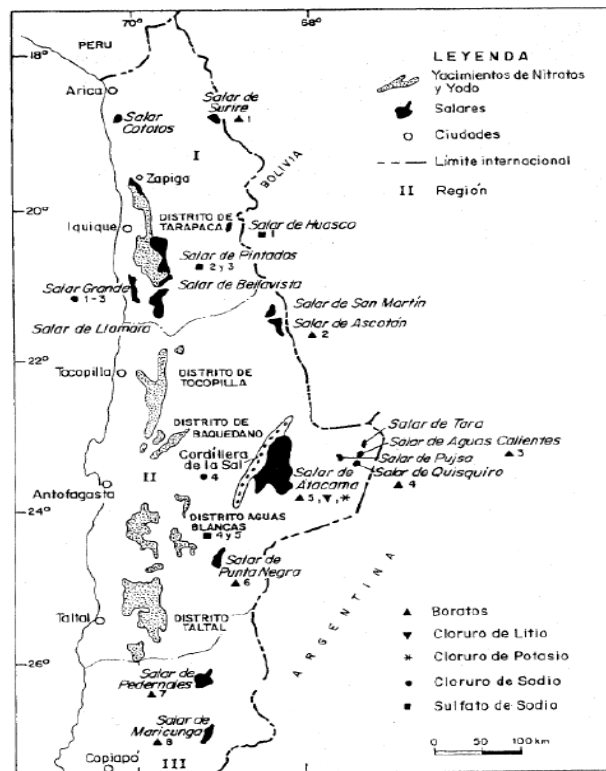 70°
68°
PERU
18°
Arica
Salar de
Surire
1
Salar
Cototos
I
Zapiga
BOLIVIA
20°
Iquique
DISTRITO DE
TARAPACA
Salar de Huasco
1
Salar de Pintados
2 y 3
Salar Grande
1-3
Salar de Bellavista
Salar de Llamara
Salar de San Martín
Salar de Ascotán
2
22°
Tocopilla
DISTRITO DE
TOCOPILLA
DISTRITO DE
BAQUEDANO
Cordillera
de la Sal
4
II
Salar de Tara
Salar de Aguas Calientes
3
Salar de Pujsa
Salar de Quisquiro
4
Salar de
Atacama
5, ,
Antofagasta
24°
DISTRITO AGUAS
BLANCAS
4 y 5
Salar de
Punta Negra
6
Taltal
DISTRITO
TALTAL
ARGENTINA
26°
Salar de
Pedernales
7
Salar de
Maricunga
8
Copiapó
III
LEYENDA
Yacimientos de Nitratos
y Yodo
Salares
Ciudades
Límite internacional
II Región
Boratos
Cloruro de Litio
Cloruro de Potasio
Cloruro de Sodio
Sulfato de Sodio
0 50 100 km